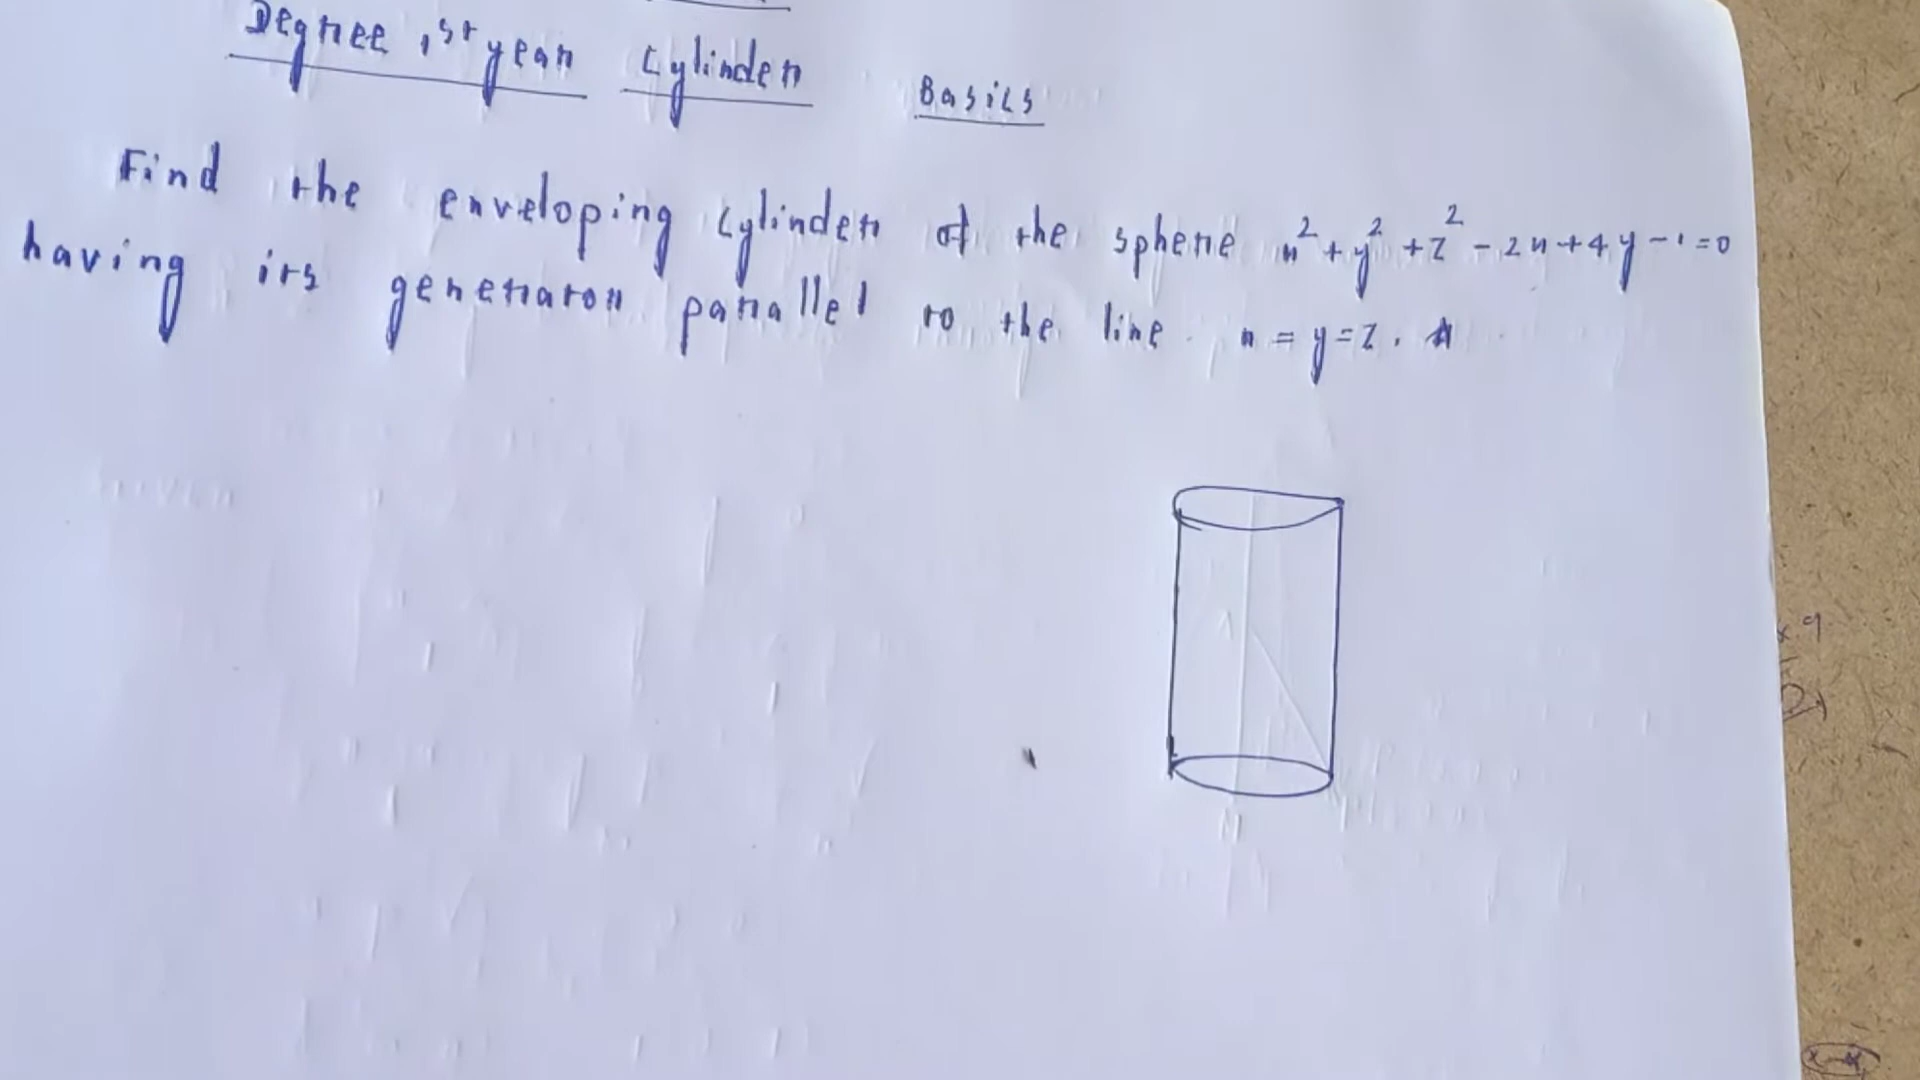 Degree 1st year Cylinder Basics
Find the enveloping cylinder of the sphere x² + y² + z² - 2x + 4y - 1 = 0
having its generator parallel to the line x = y = z.